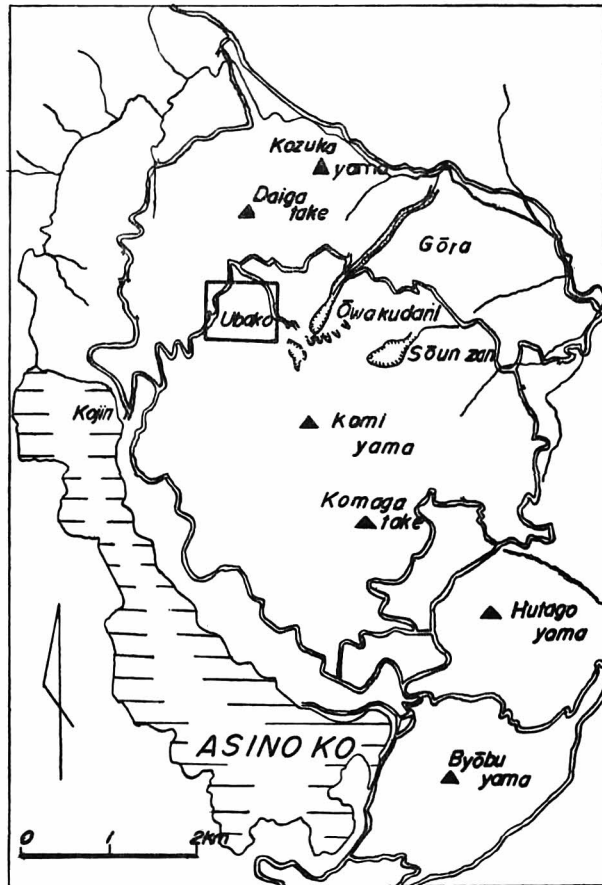 Kozuka
yama
Daiga
take
Gōra
Ubako
Ōwakudani
Sōun zan
Kojin
Kami
yama
Komaga
take
Hutago
yama
ASINO KO
Byōbu
yama
0 1 2km